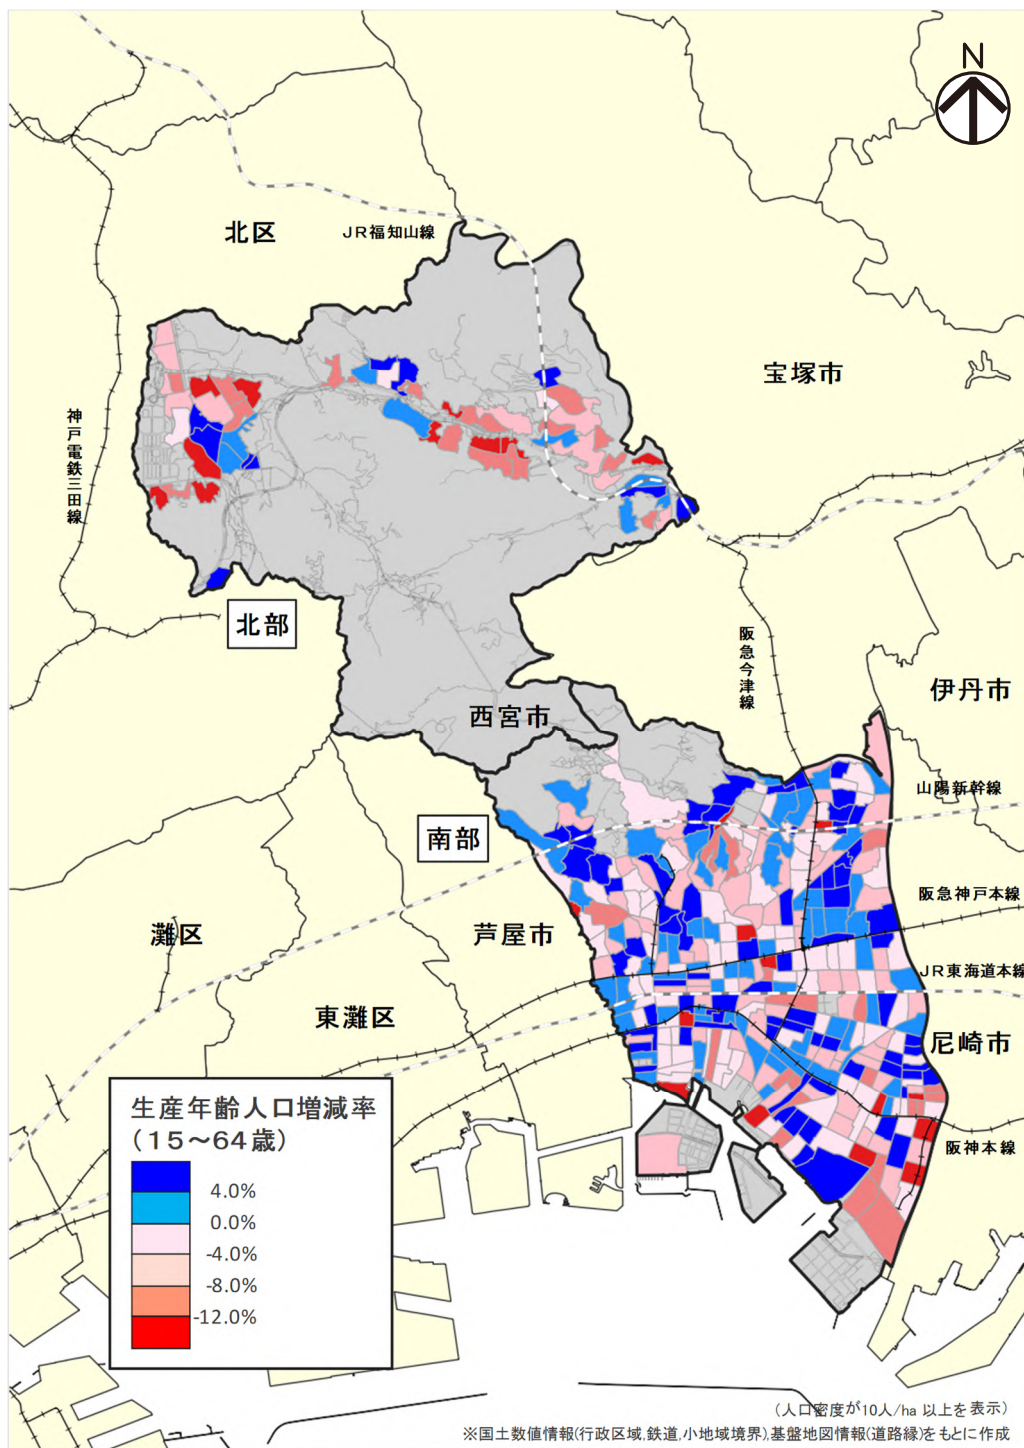 N
北区
JR福知山線
宝塚市
神戸電鉄三田線
北部
阪急今津線
伊丹市
西宮市
山陽新幹線
南部
阪急神戸本線
灘区
芦屋市
JR東海道本線
東灘区
尼崎市
生産年齢人口増減率
（15～64歳）
4.0%
0.0%
-4.0%
-8.0%
-12.0%
阪神本線
（人口密度が10人/ha 以上を表示）
※国土数値情報(行政区域,鉄道,小地域境界),基盤地図情報(道路縁)をもとに作成